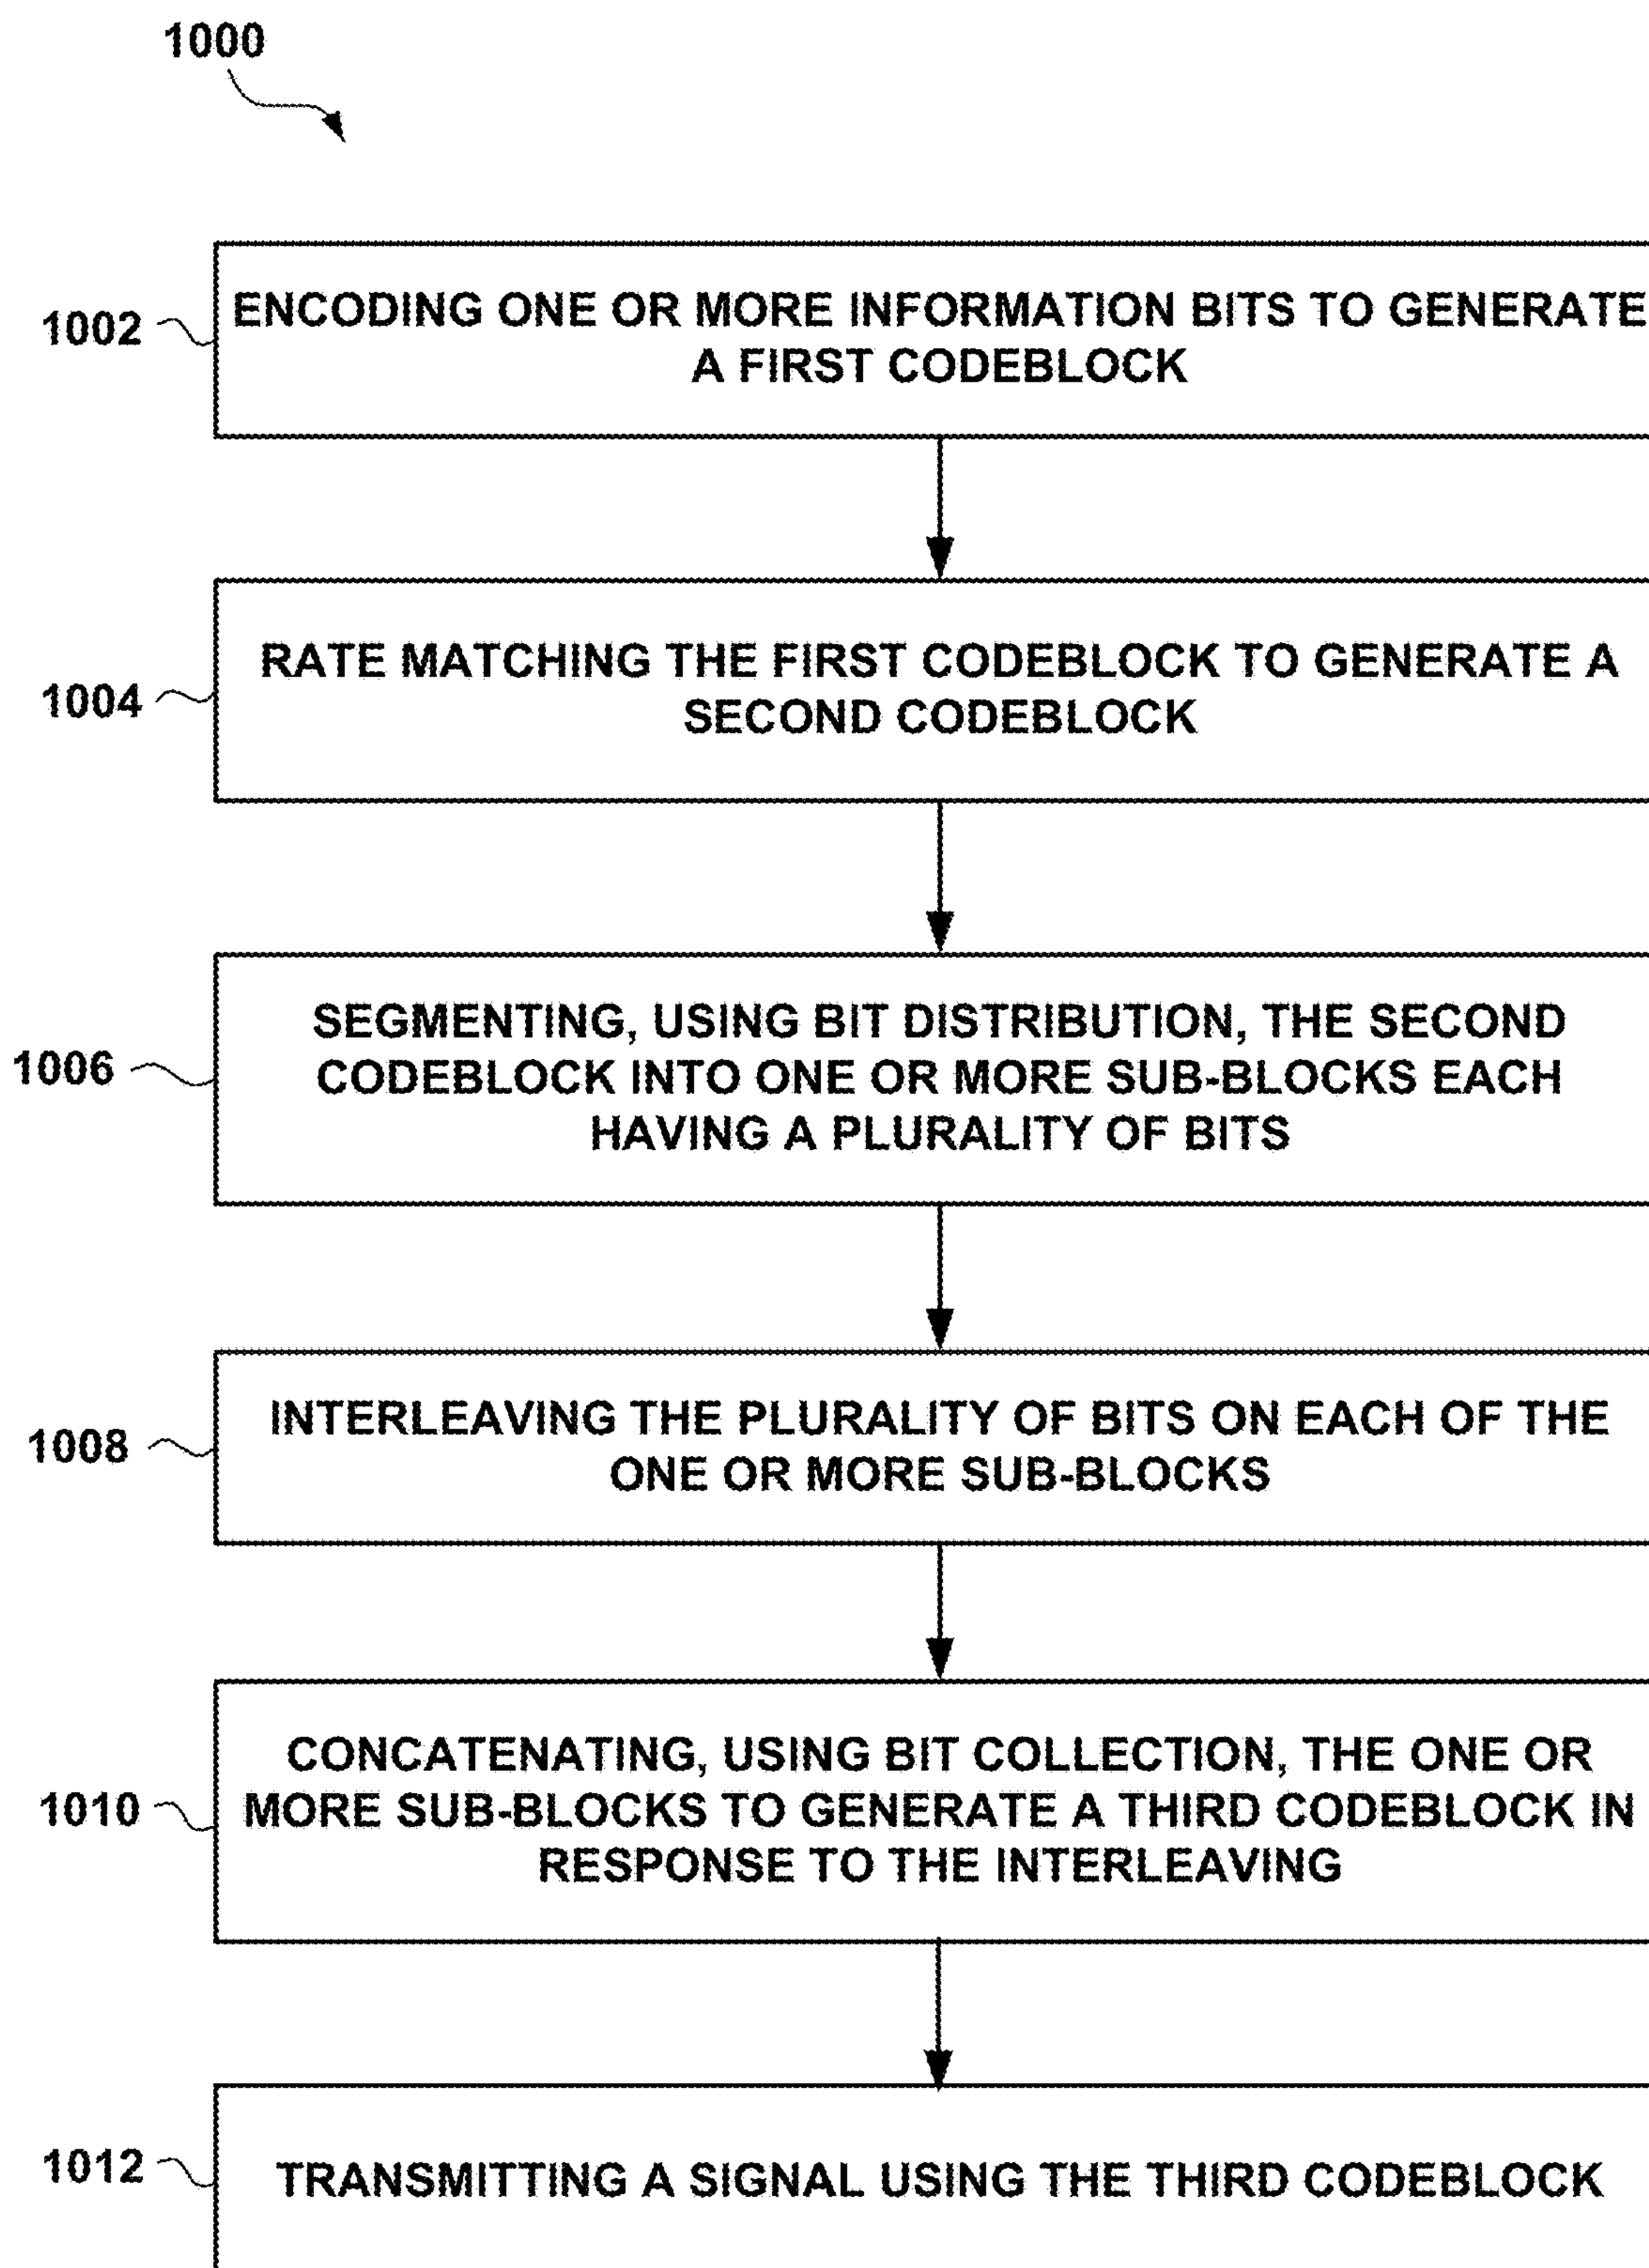 1000
1002
ENCODING ONE OR MORE INFORMATION BITS TO GENERATE
A FIRST CODEBLOCK
1004
RATE MATCHING THE FIRST CODEBLOCK TO GENERATE A
SECOND CODEBLOCK
1006
SEGMENTING, USING BIT DISTRIBUTION, THE SECOND
CODEBLOCK INTO ONE OR MORE SUB-BLOCKS EACH
HAVING A PLURALITY OF BITS
1008
INTERLEAVING THE PLURALITY OF BITS ON EACH OF THE
ONE OR MORE SUB-BLOCKS
1010
CONCATENATING, USING BIT COLLECTION, THE ONE OR
MORE SUB-BLOCKS TO GENERATE A THIRD CODEBLOCK IN
RESPONSE TO THE INTERLEAVING
1012
TRANSMITTING A SIGNAL USING THE THIRD CODEBLOCK